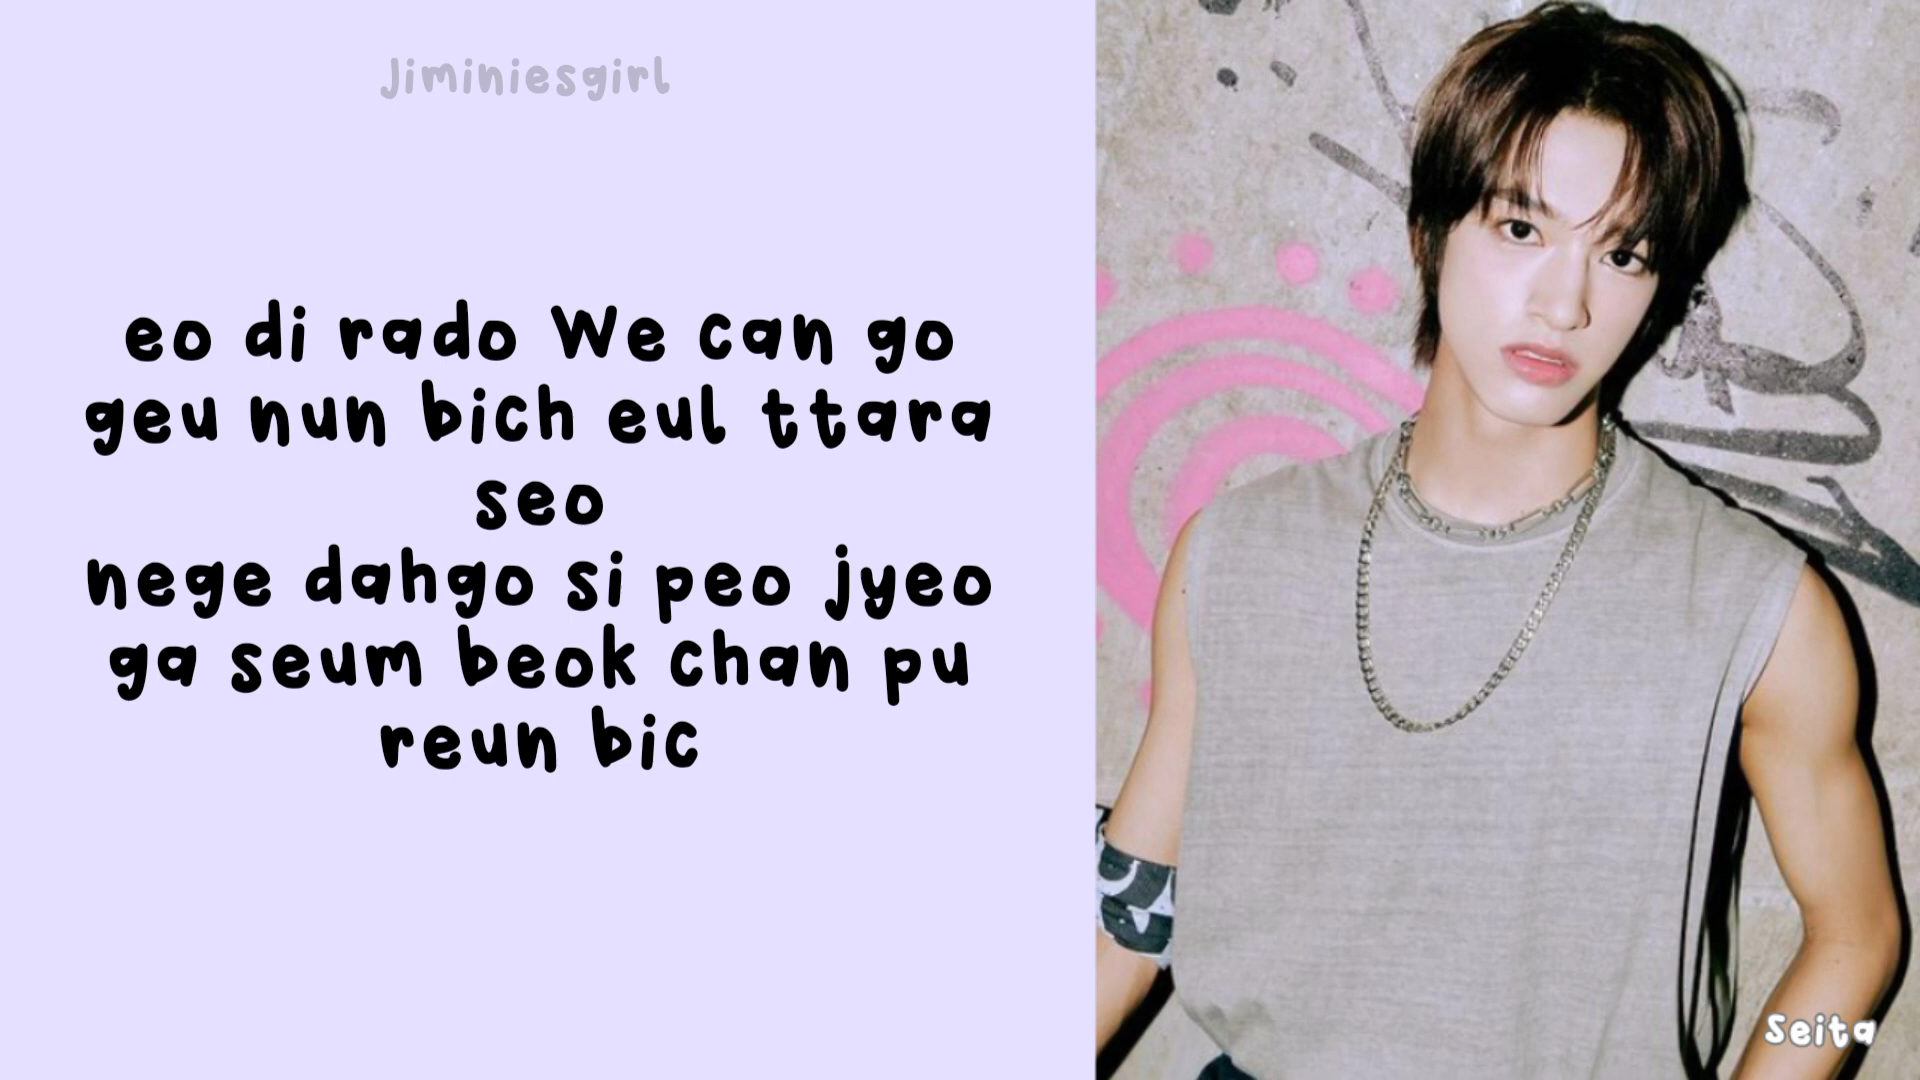 Jiminiesgirl
eo di rado We can go
geu nun bich eul ttara
seo
nege dahgo si peo jyeo
ga seum beok chan pu
reun bic
Seita